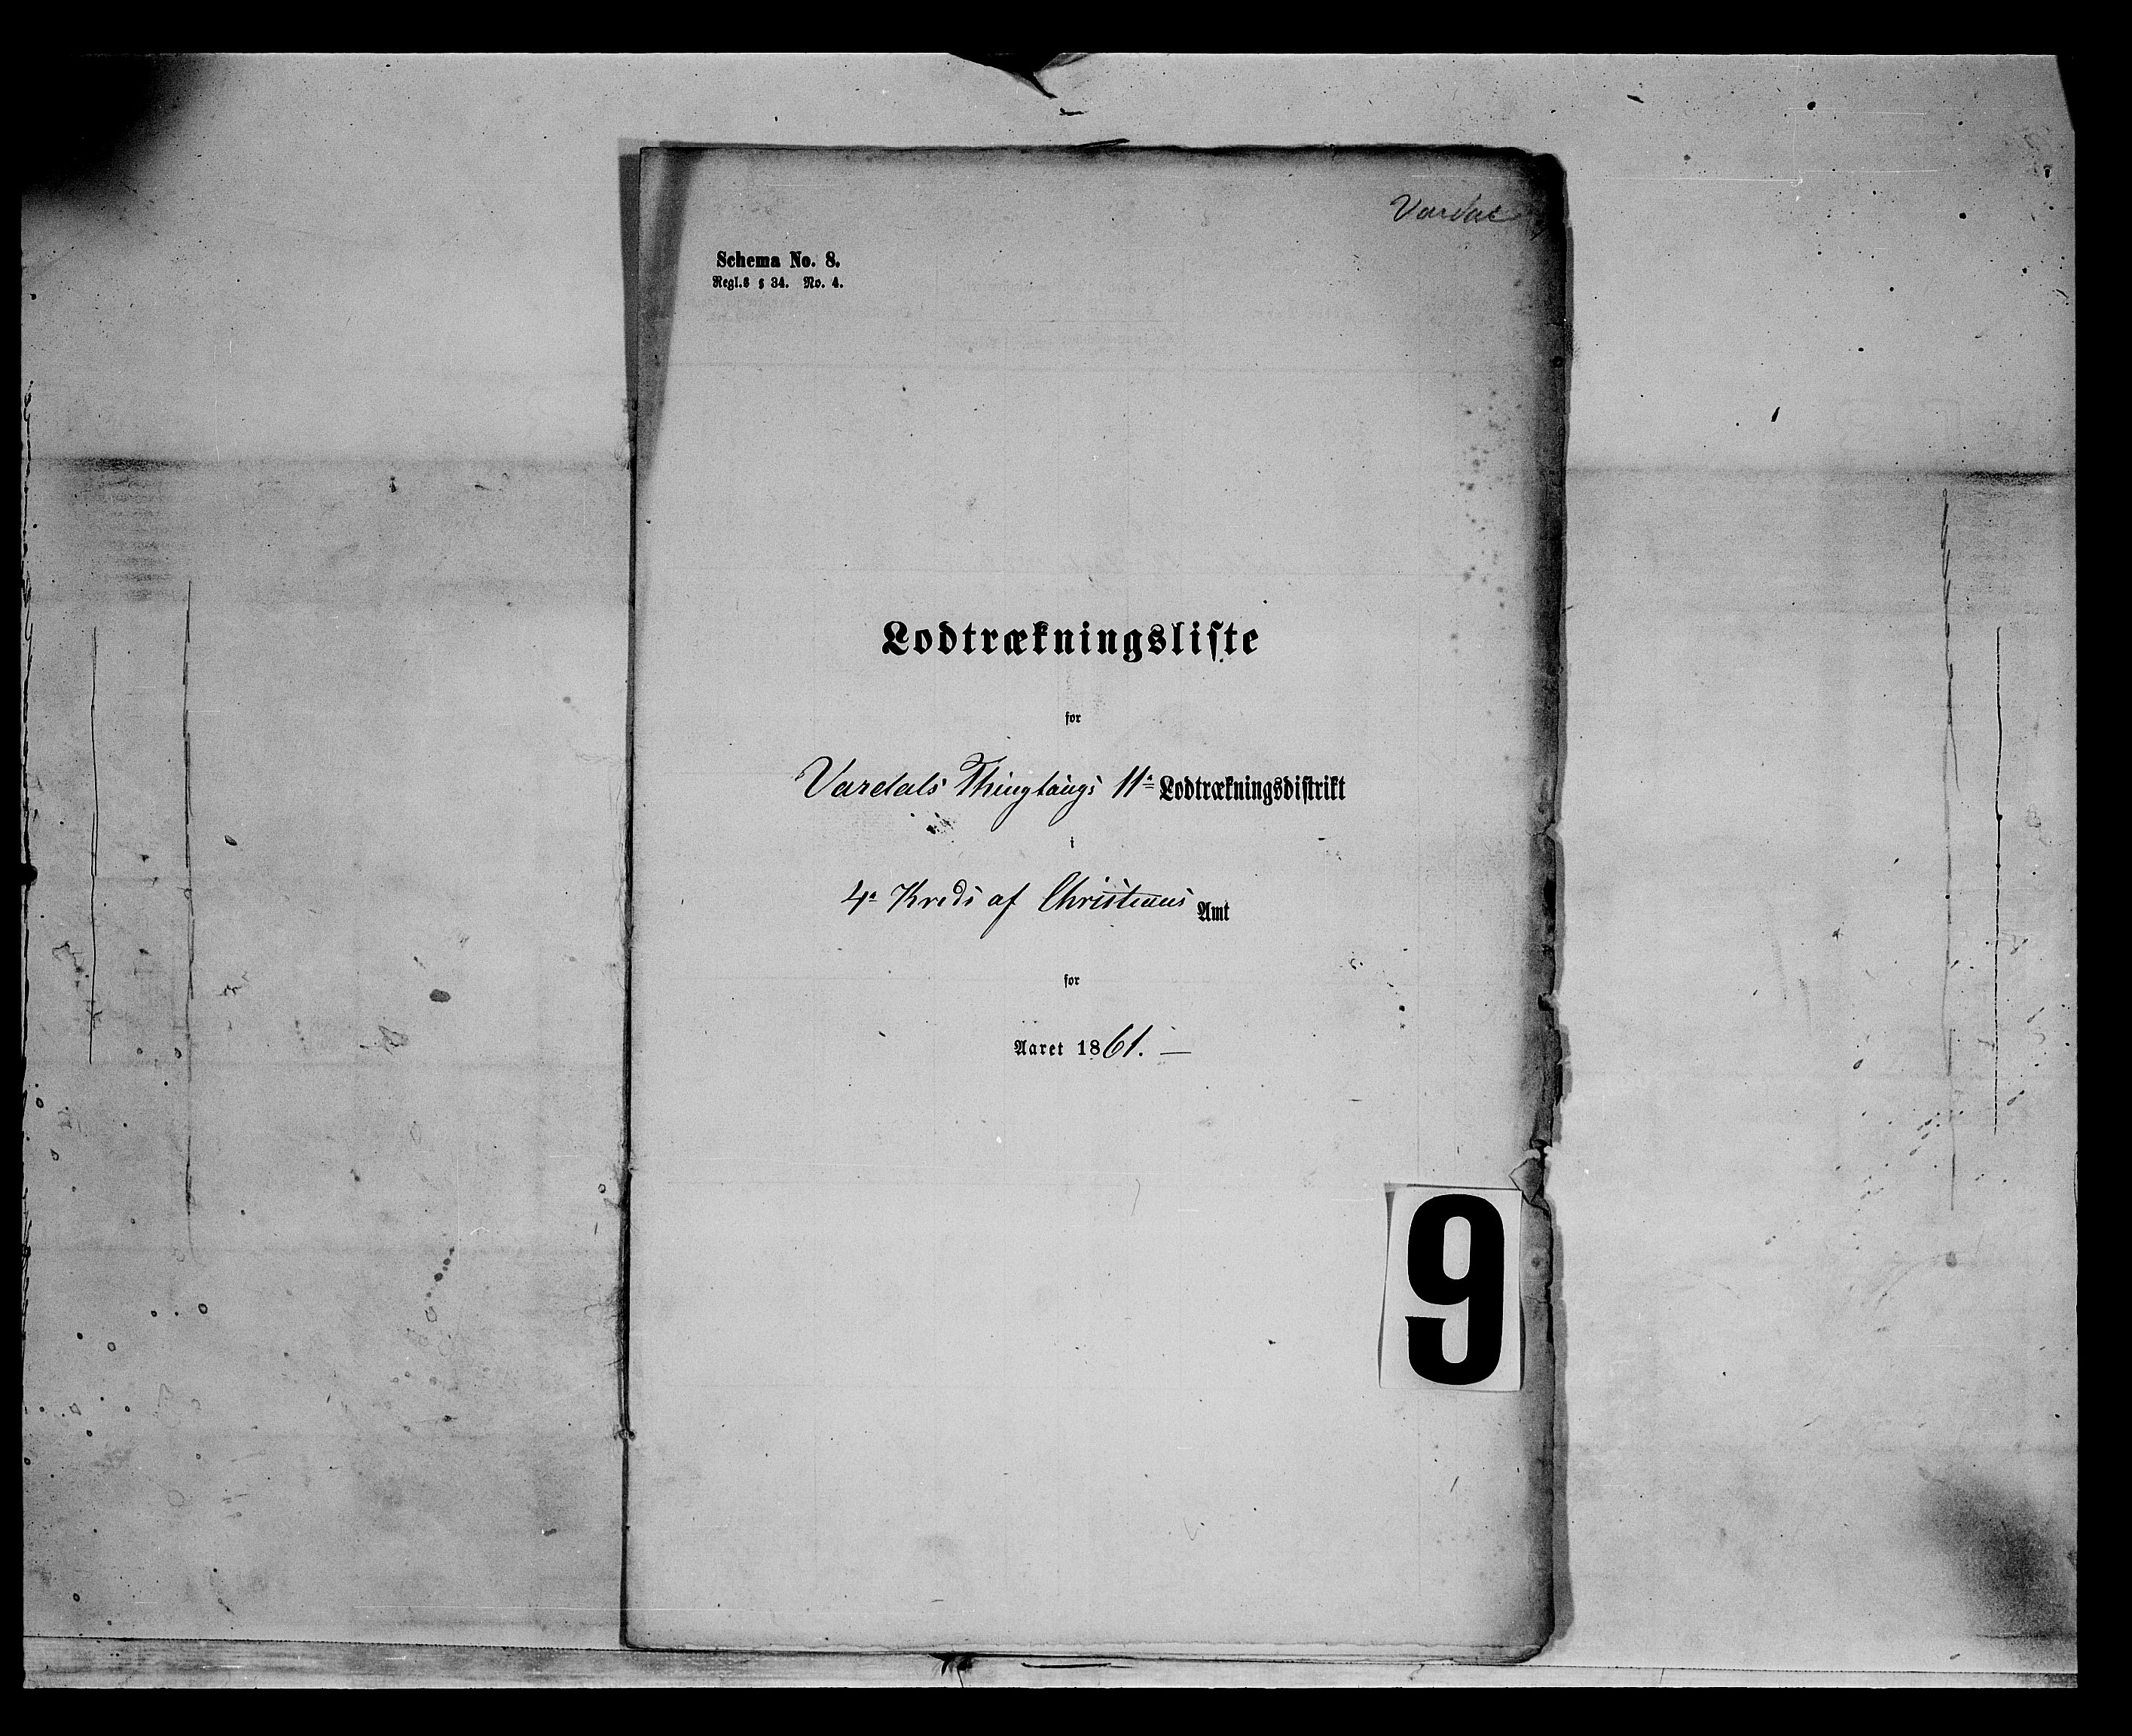 Vardal
Schema No. 8.
Regl.s § 34. No. 4.
Lodtrækningsliste
for
Vardals Thinglaugs 11te Lodtrækningsdistrikt
i
4de Kreds af Christians Amt
for
Aaret 1861. —
9